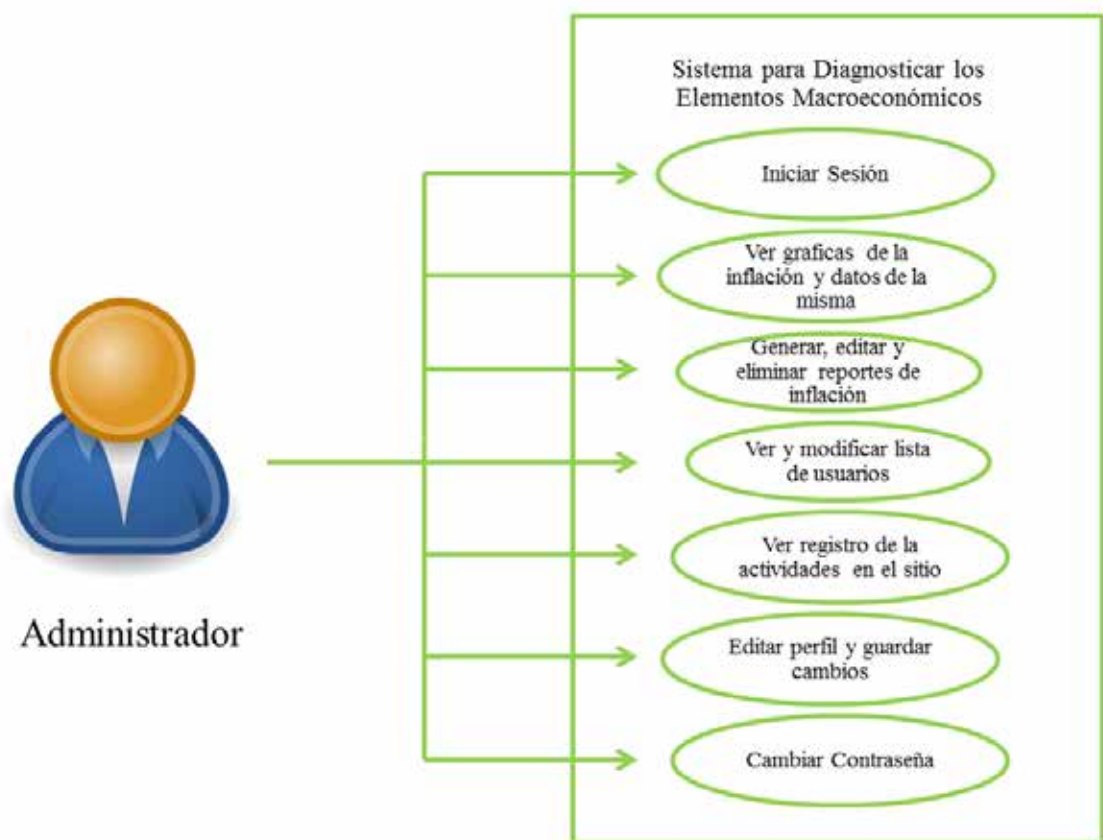 Sistema para Diagnosticar los
Elementos Macroeconómicos
Iniciar Sesión
Ver graficas de la
inflación y datos de la
misma
Generar, editar y
eliminar reportes de
inflación
Ver y modificar lista
de usuarios
Ver registro de la
actividades en el sitio
Editar perfil y guardar
cambios
Cambiar Contraseña
Administrador